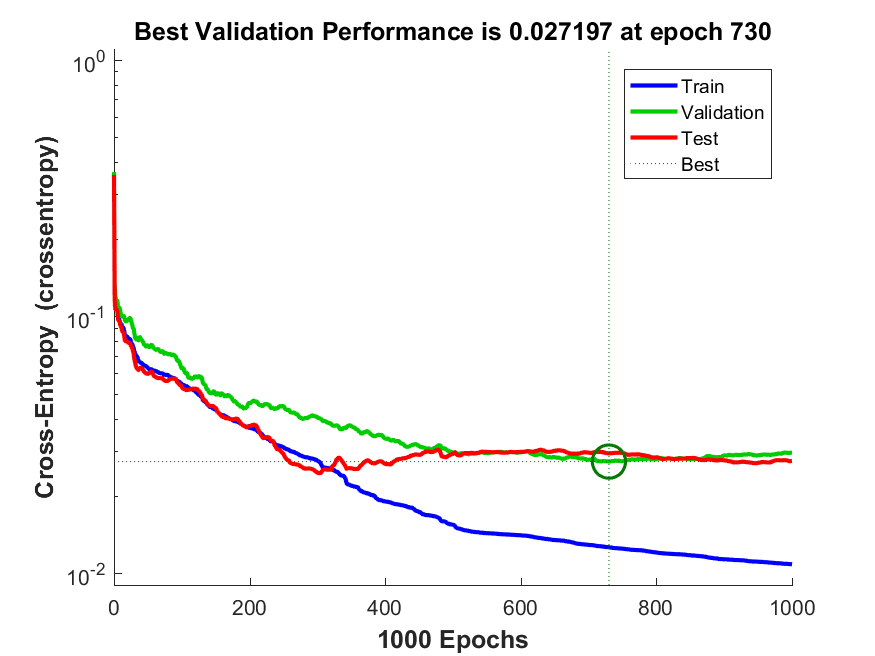 Best Validation Performance is 0.027197 at epoch 730
Cross-Entropy (crossentropy)
10^0
10^-1
10^-2
Train
Validation
Test
Best
0 200 400 600 800 1000
1000 Epochs